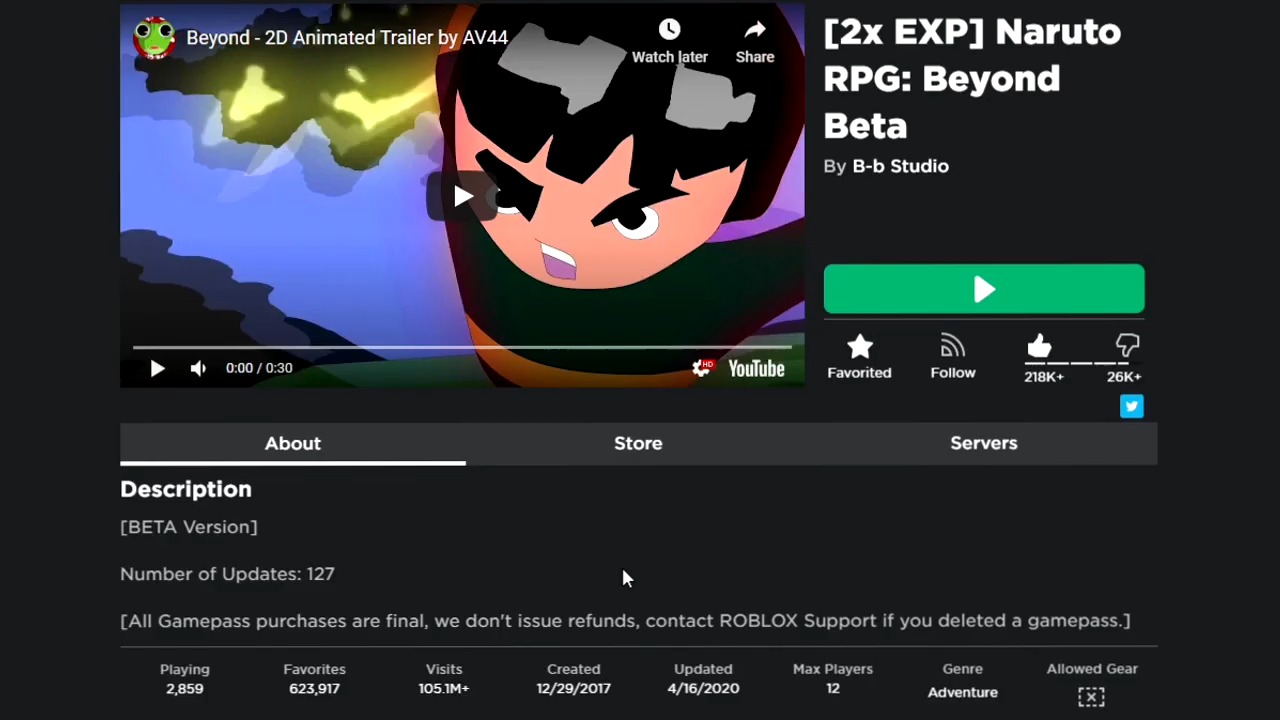 Beyond - 2D Animated Trailer by AV44
Watch later
Share
0:00 / 0:30
HD
YouTube
[2x EXP] Naruto
RPG: Beyond
Beta
By B-b Studio
Favorited
Follow
218K+
26K+
About
Store
Servers
Description
[BETA Version]
Number of Updates: 127
[All Gamepass purchases are final, we don't issue refunds, contact ROBLOX Support if you deleted a gamepass.]
Playing
2,859
Favorites
623,917
Visits
105.1M+
Created
12/29/2017
Updated
4/16/2020
Max Players
12
Genre
Adventure
Allowed Gear